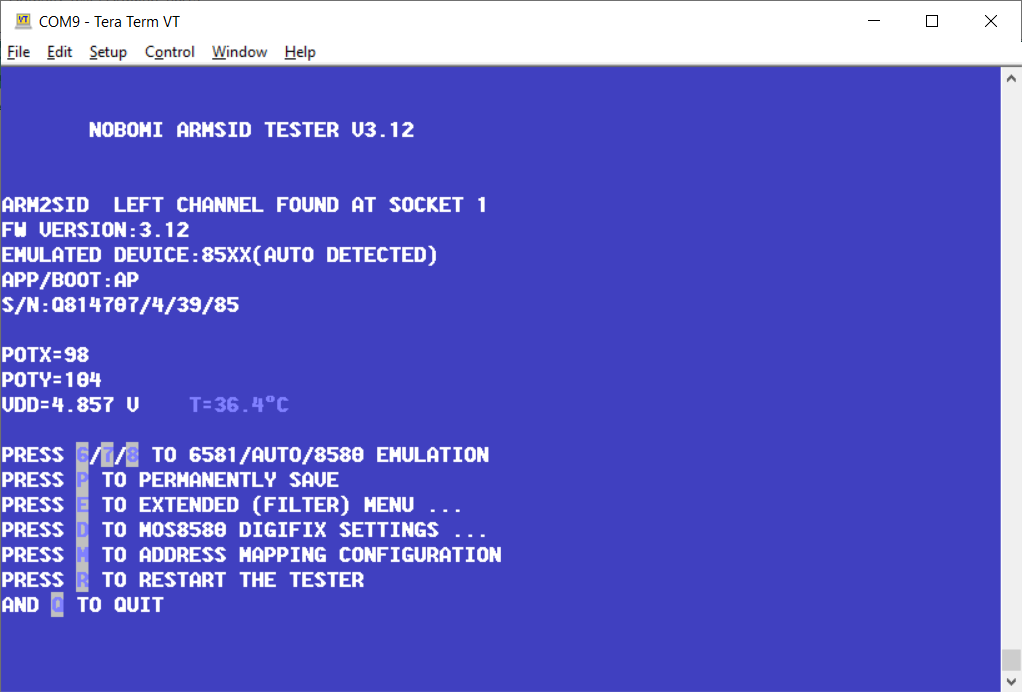 COM9 - Tera Term VT
File Edit Setup Control Window Help
NOBOMI ARMSID TESTER V3.12
ARM2SID  LEFT CHANNEL FOUND AT SOCKET 1
FW VERSION:3.12
EMULATED DEVICE:85XX(AUTO DETECTED)
APP/BOOT:AP
S/N:Q814707/4/39/85
POTX=98
POTY=104
VDD=4.857 V    T=36.4°C
PRESS 6/7/8 TO 6581/AUTO/8580 EMULATION
PRESS P TO PERMANENTLY SAVE
PRESS E TO EXTENDED (FILTER) MENU ...
PRESS D TO MOS8580 DIGIFIX SETTINGS ...
PRESS M TO ADDRESS MAPPING CONFIGURATION
PRESS R TO RESTART THE TESTER
AND Q TO QUIT